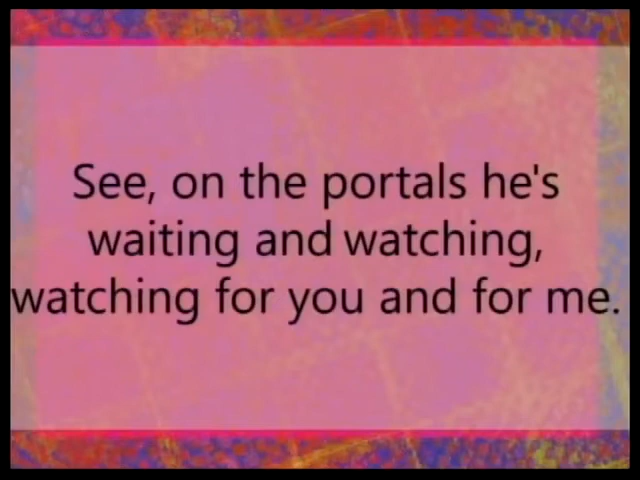 See, on the portals he's
waiting and watching,
watching for you and for me.